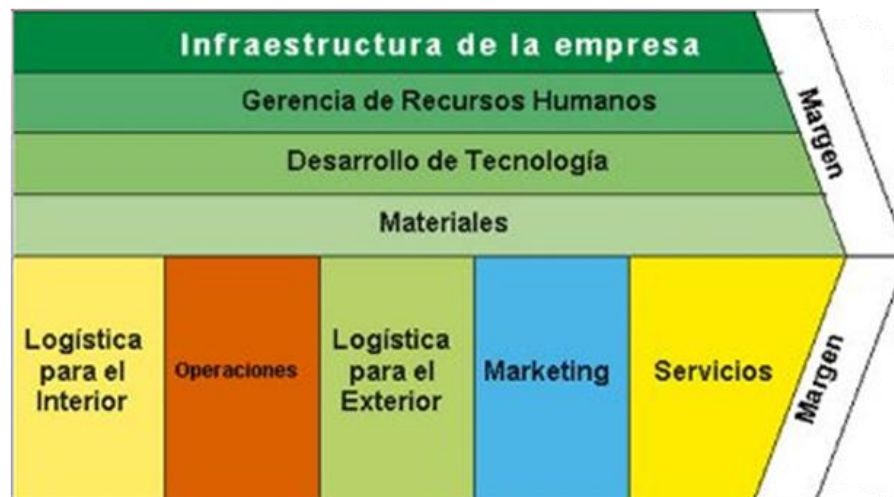 Infraestructura de la empresa
Gerencia de Recursos Humanos
Desarrollo de Tecnología
Materiales
Margen
Logística
para el
Interior
Operaciones
Logística
para el
Exterior
Marketing
Servicios
Margen